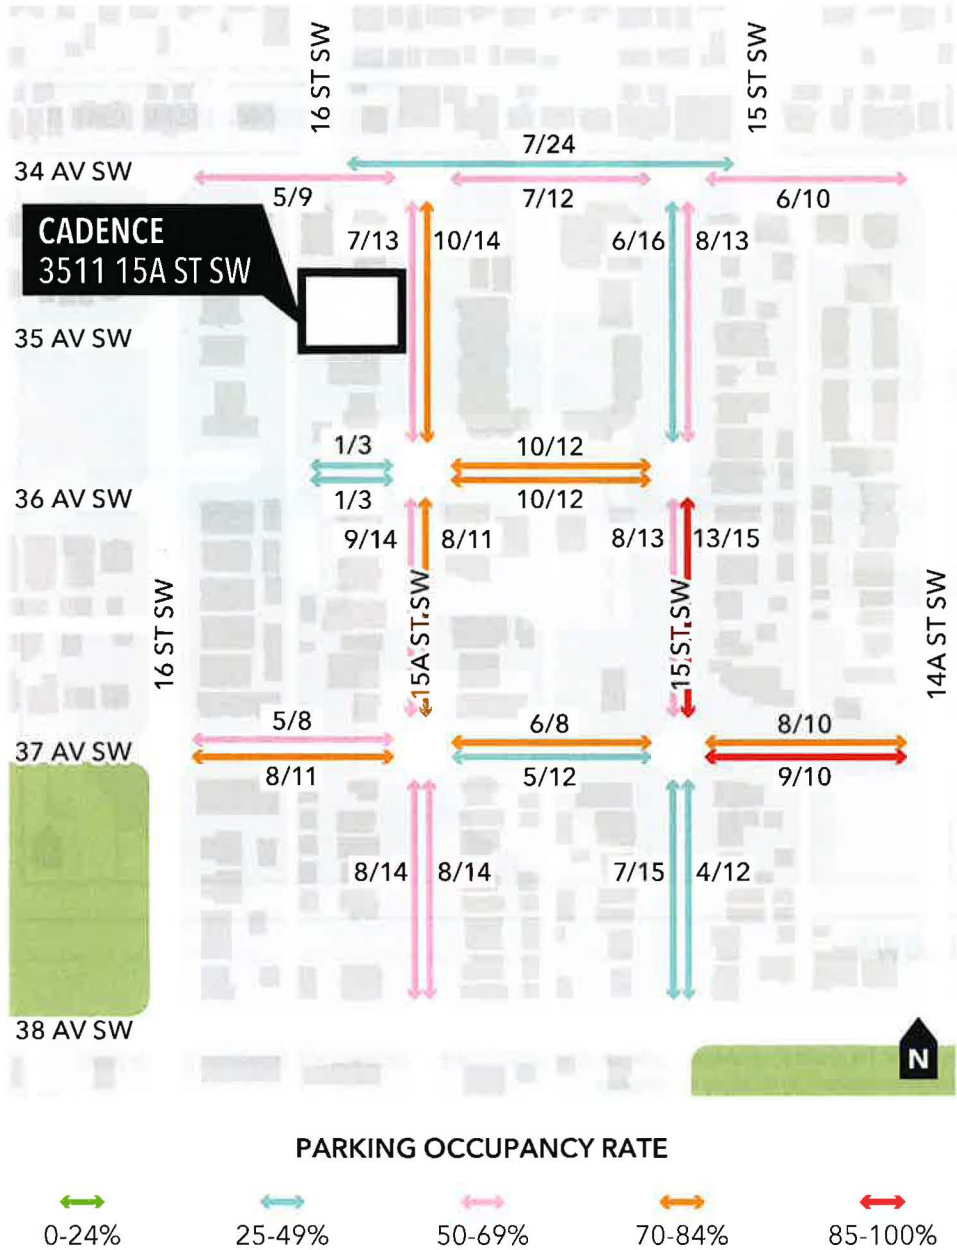 16 ST SW
15 ST SW
7/24
34 AV SW
5/9
7/12
6/10
CADENCE
3511 15A ST SW
7/13
10/14
6/16
8/13
35 AV SW
1/3
10/12
36 AV SW
1/3
10/12
9/14
8/11
8/13
13/15
16 ST SW
15A ST SW
15 ST SW
14A ST SW
5/8
6/8
8/10
37 AV SW
8/11
5/12
9/10
8/14
8/14
7/15
4/12
38 AV SW
N
PARKING OCCUPANCY RATE
0-24%
25-49%
50-69%
70-84%
85-100%